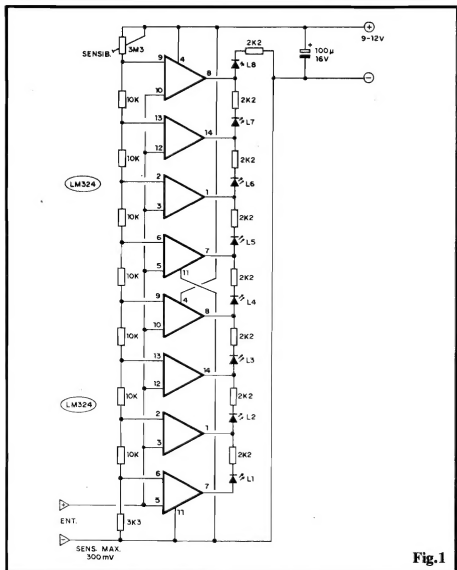 2K2
+
9-12V
+
100µ
16V
−
SENSIB.
3M3
4
9
8
10
L8
2K2
10K
13
14
12
L7
2K2
LM324
10K
2
1
3
L6
2K2
10K
6
7
5
11
L5
2K2
10K
4
9
8
10
L4
2K2
10K
13
14
12
L3
2K2
LM324
10K
2
1
3
L2
2K2
10K
6
7
5
11
L1
+
ENT.
−
3K3
SENS. MAX.
300mV
Fig.1